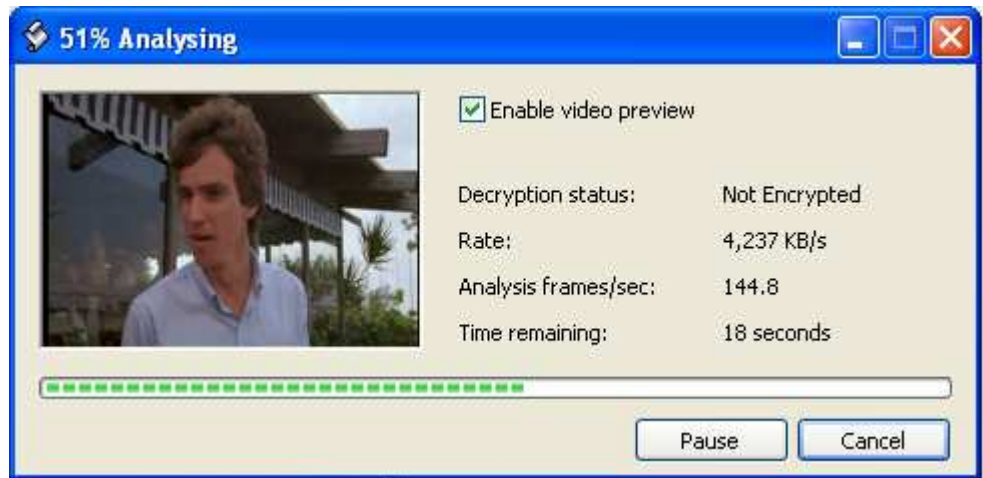 51% Analysing
Enable video preview
Decryption status: Not Encrypted
Rate: 4,237 KB/s
Analysis frames/sec: 144.8
Time remaining: 18 seconds
Pause Cancel